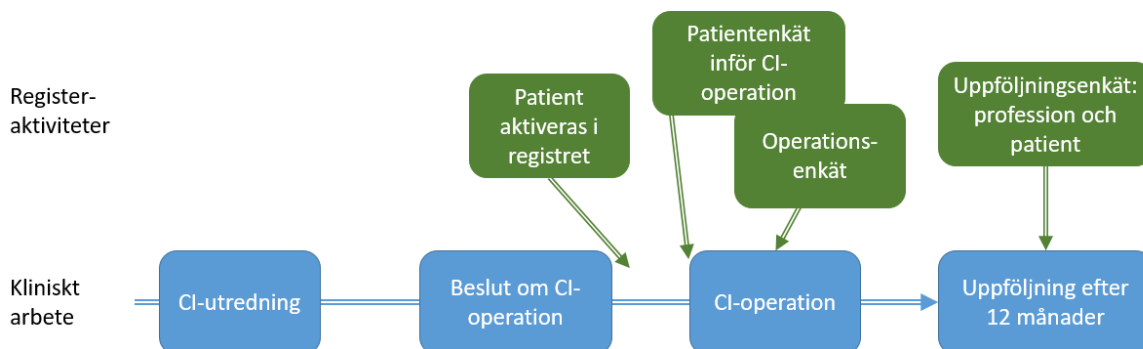 Register-
aktiviteter
Patient
aktiveras i
registret
Patientenkät
inför CI-
operation
Operations-
enkät
Uppföljningsenkät:
profession och
patient
Kliniskt
arbete
CI-utredning
Beslut om CI-
operation
CI-operation
Uppföljning efter
12 månader